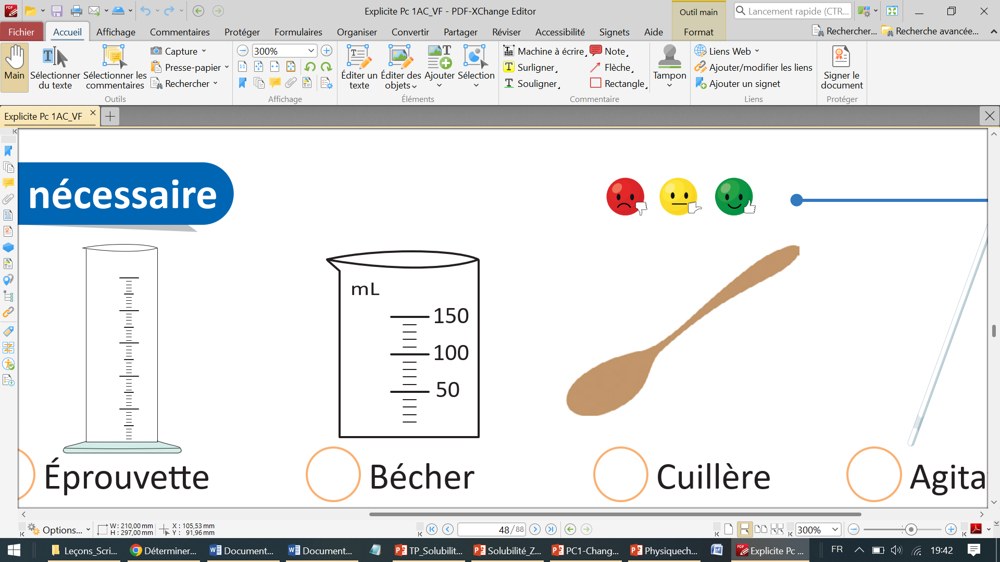 Explicite Pc 1AC_VF - PDF-XChange Editor
Outil main
Lancement rapide (CTR...
Fichier Accueil Affichage Commentaires Protéger Formulaires Organiser Convertir Partager Réviser Accessibilité Signets Aide Format Rechercher... Recherche avancée...
Main
Sélectionner du texte
Sélectionner les commentaires
Capture
Presse-papier
Rechercher
Outils
300%
1:1
Affichage
Éditer un texte
Éditer des objets
Ajouter
Sélection
Éléments
Machine à écrire
Surligner
Souligner
Note
Flèche
Rectangle
Commentaire
Tampon
Liens Web
Ajouter/modifier les liens
Ajouter un signet
Liens
Signer le document
Protéger
Explicite Pc 1AC_VF
nécessaire
mL
150
100
50
Éprouvette
Bécher
Cuillère
Agita
Options...
W : 210,00 mm
H : 297,00 mm
X : 105,53 mm
Y : 91,96 mm
48 / 88
300%
Leçons_Scri...
Déterminer...
Document...
Document...
TP_Solubilit...
Solubilité_Z...
PC1-Chang...
Physiquech...
Explicite Pc ...
FR
19:42